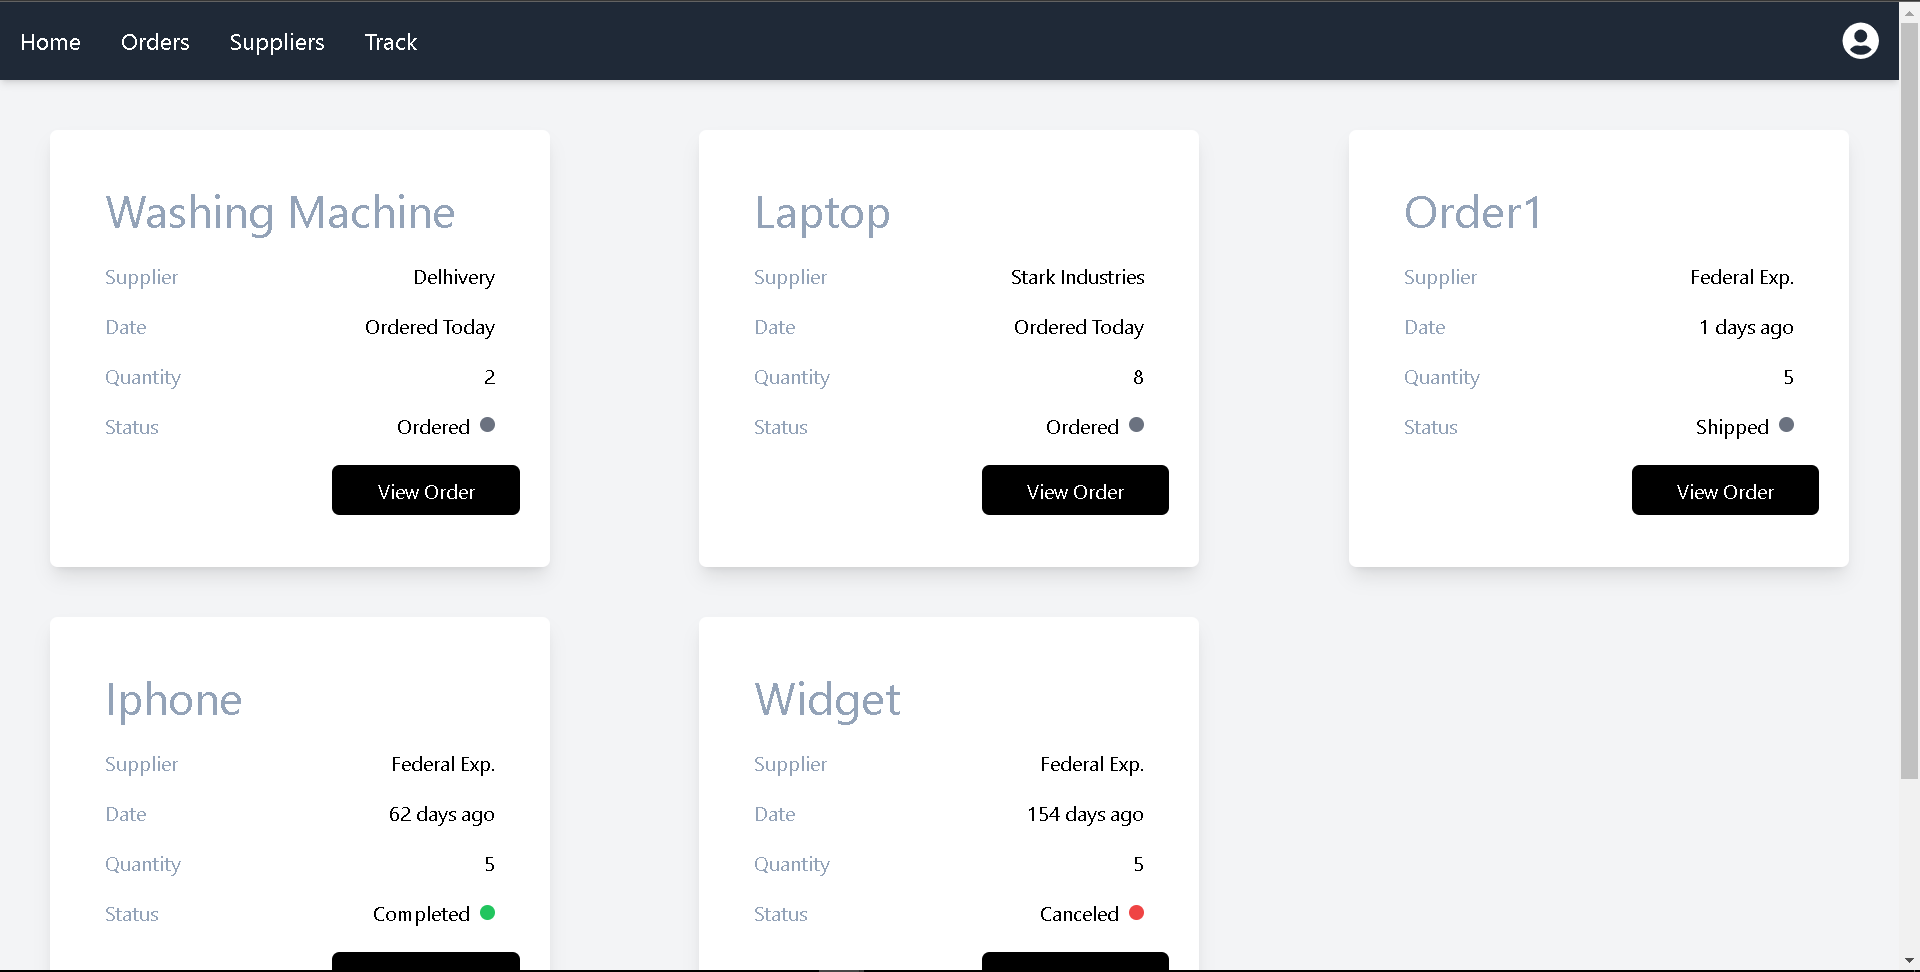 Home Orders Suppliers Track
Washing Machine
Supplier Delhivery
Date Ordered Today
Quantity 2
Status Ordered
View Order
Laptop
Supplier Stark Industries
Date Ordered Today
Quantity 8
Status Ordered
View Order
Order1
Supplier Federal Exp.
Date 1 days ago
Quantity 5
Status Shipped
View Order
Iphone
Supplier Federal Exp.
Date 62 days ago
Quantity 5
Status Completed
Widget
Supplier Federal Exp.
Date 154 days ago
Quantity 5
Status Canceled